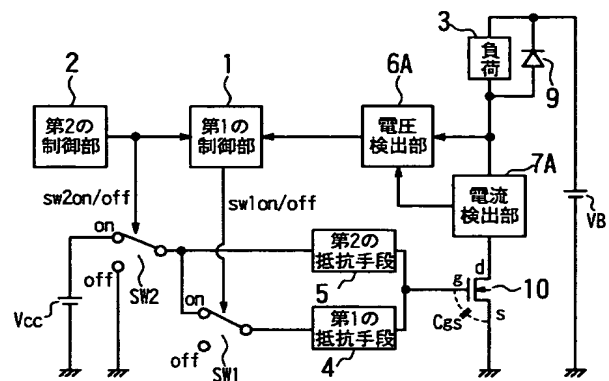 3
負荷
9
2
1
6A
第2の
制御部
第1の
制御部
電圧
検出部
7A
電流
検出部
VB
sw2on/off
sw1on/off
on
off
SW2
Vcc
on
off
SW1
第2の
抵抗手段
5
第1の
抵抗手段
4
d
g
s
10
Cgs